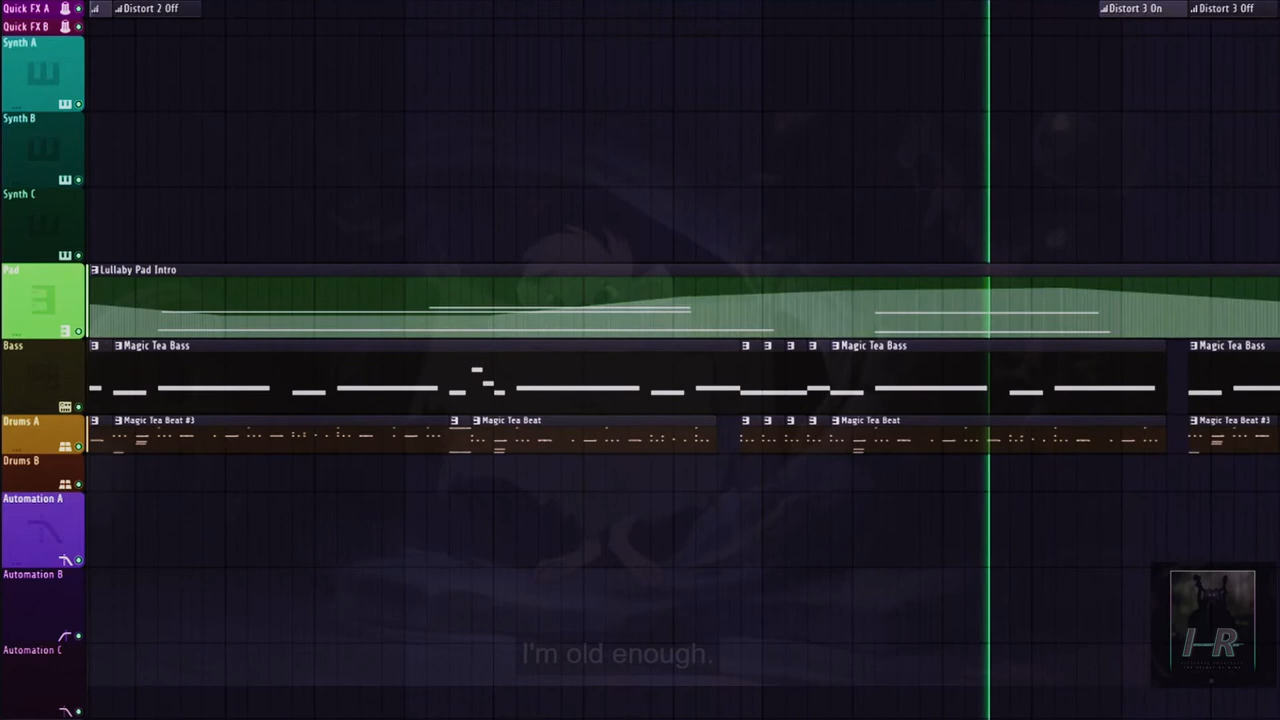 Quick FX A
Distort 2 Off
Distort 3 On
Distort 3 Off
Quick FX B
Synth A
Synth B
Synth C
Pad
Lullaby Pad Intro
Bass
Magic Tea Bass
Magic Tea Bass
Magic Tea Bass
Drums A
Magic Tea Beat #3
Magic Tea Beat
Magic Tea Beat
Magic Tea Beat #3
Drums B
Automation A
Automation B
Automation C
I'm old enough.
I-R